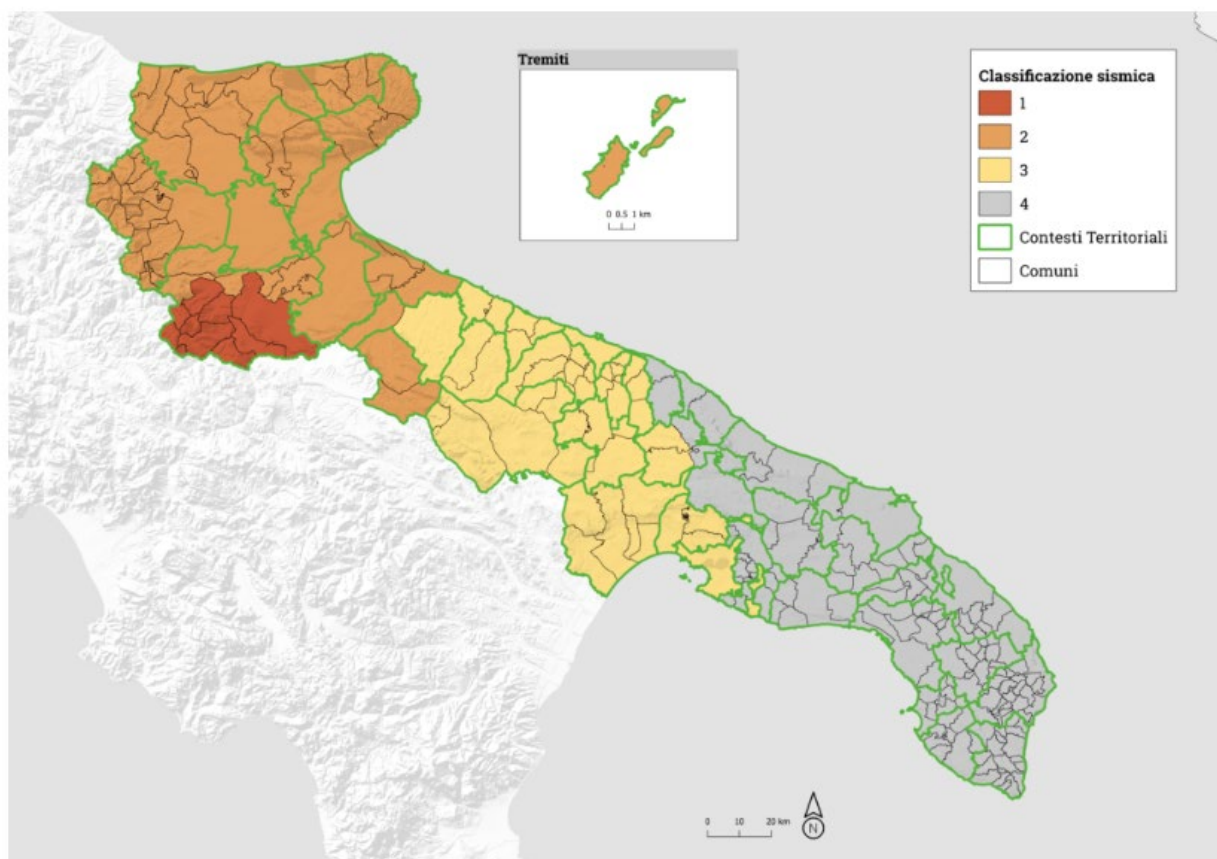 Tremiti
0 0.5 1 km
Classificazione sismica
1
2
3
4
Contesti Territoriali
Comuni
0 10 20 km
N